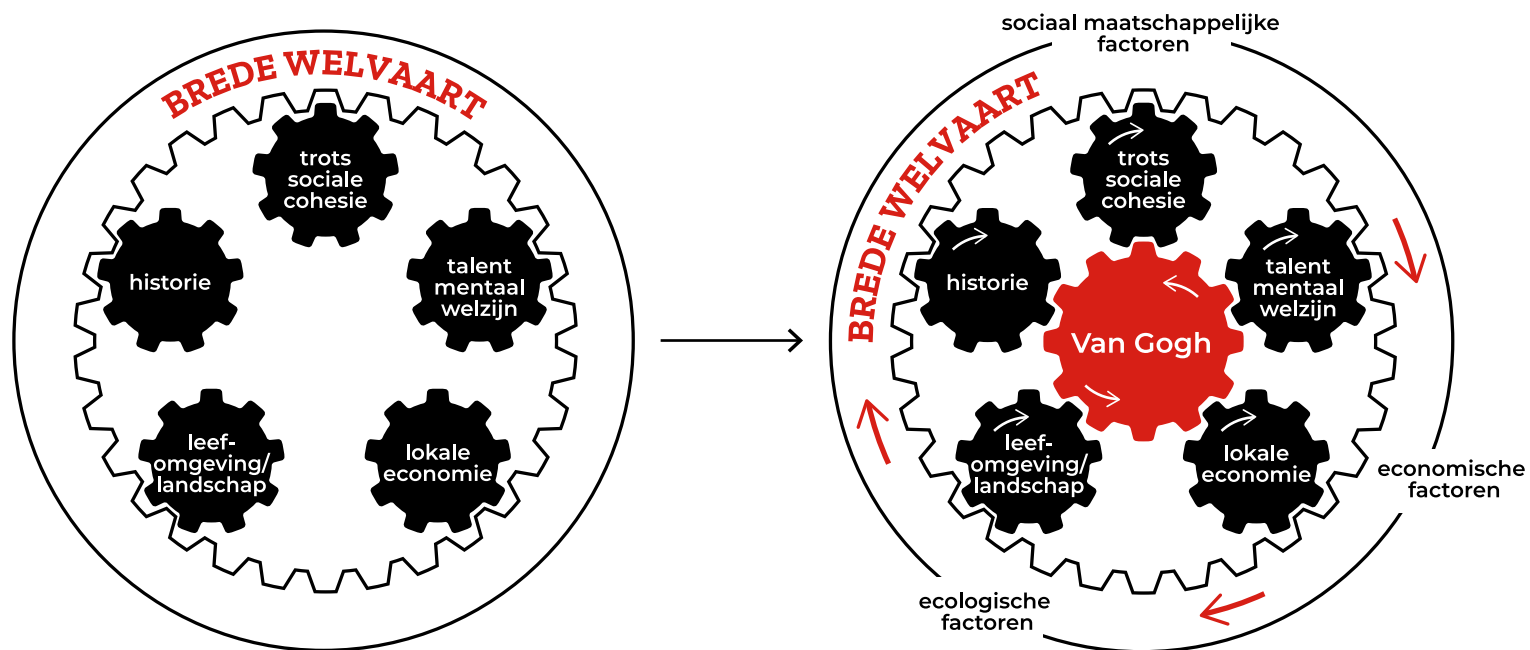 BREDE WELVAART
trots
sociale
cohesie
historie
talent
mentaal
welzijn
leef-
omgeving/
landschap
lokale
economie
sociaal maatschappelijke
factoren
BREDE WELVAART
trots
sociale
cohesie
historie
talent
mentaal
welzijn
Van Gogh
leef-
omgeving/
landschap
lokale
economie
economische
factoren
ecologische
factoren